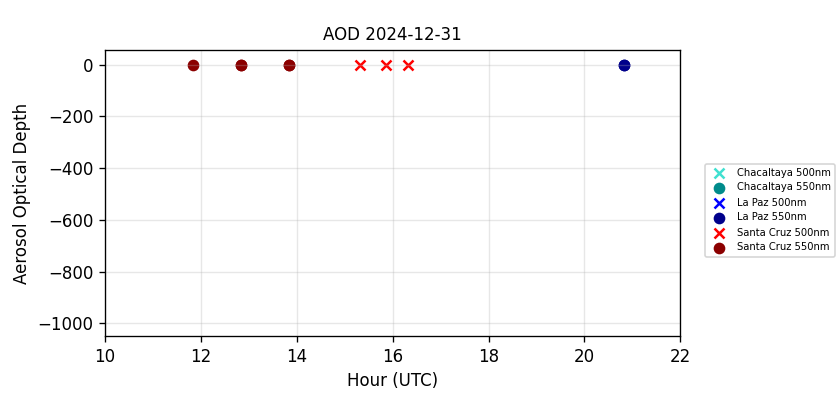 AOD 2024-12-31
Aerosol Optical Depth
0
−200
−400
−600
−800
−1000
10 12 14 16 18 20 22
Hour (UTC)
Chacaltaya 500nm
Chacaltaya 550nm
La Paz 500nm
La Paz 550nm
Santa Cruz 500nm
Santa Cruz 550nm